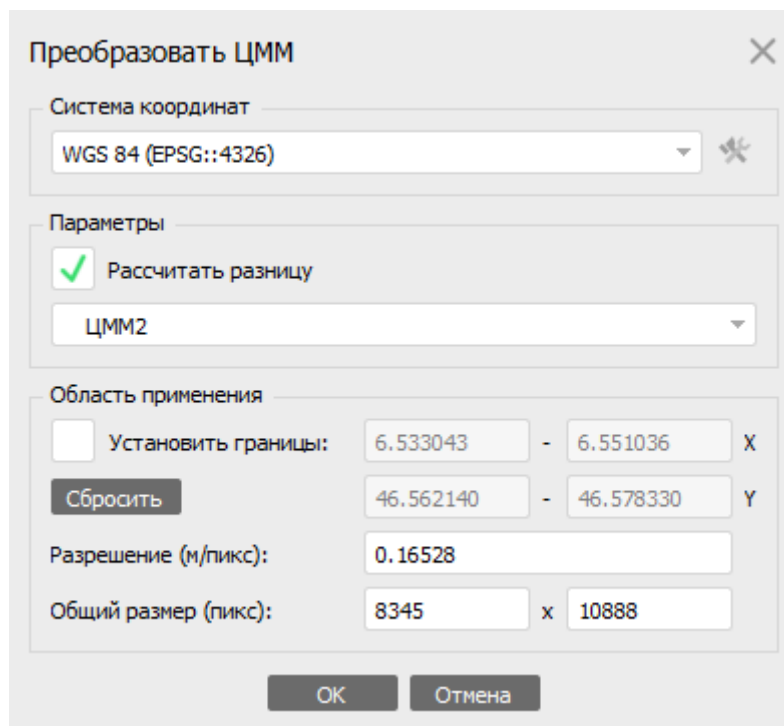 Преобразовать ЦММ
Система координат
WGS 84 (EPSG::4326)
Параметры
Рассчитать разницу
ЦММ2
Область применения
Установить границы: 6.533043 - 6.551036 X
Сбросить 46.562140 - 46.578330 Y
Разрешение (м/пикс): 0.16528
Общий размер (пикс): 8345 x 10888
OK Отмена